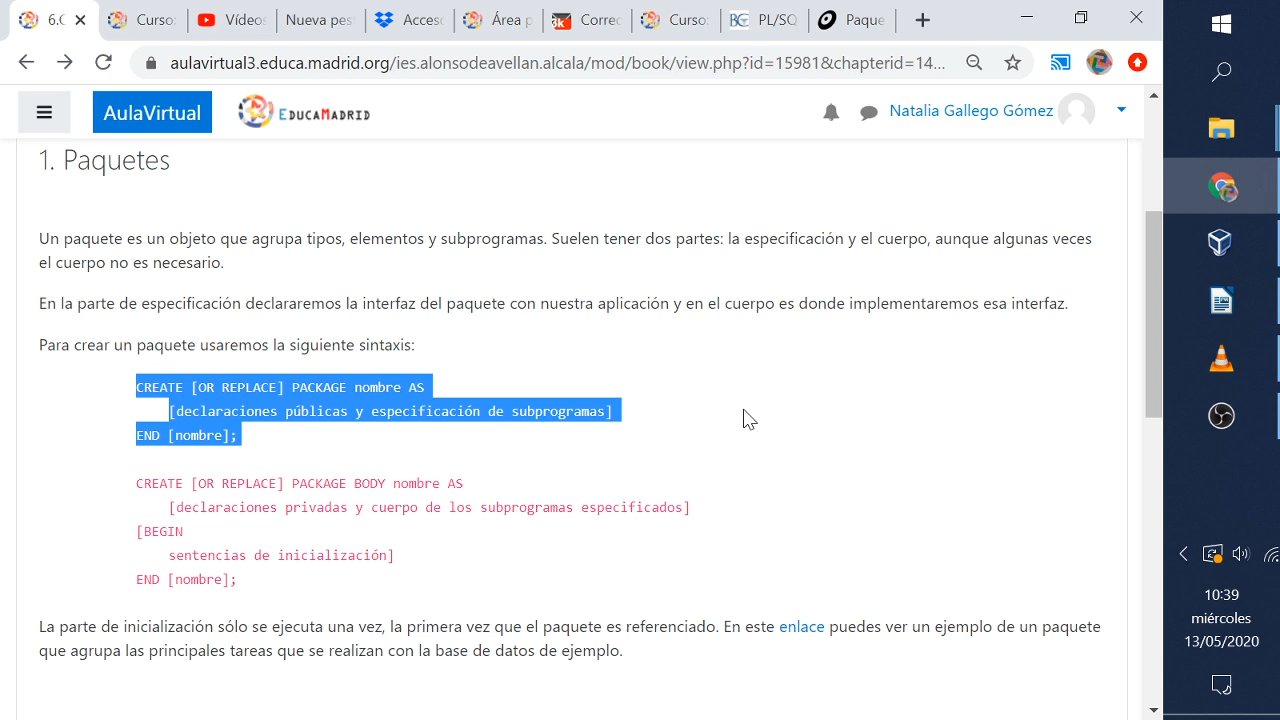 6.C
Curso:
Vídeos
Nueva pes
Acces
Área p
Correc
Curso:
BG PL/SQ
Paque
aulavirtual3.educa.madrid.org/ies.alonsodeavellan.alcala/mod/book/view.php?id=15981&chapterid=14...
AulaVirtual
EDUCAMADRID
Natalia Gallego Gómez
1. Paquetes
Un paquete es un objeto que agrupa tipos, elementos y subprogramas. Suelen tener dos partes: la especificación y el cuerpo, aunque algunas veces
el cuerpo no es necesario.
En la parte de especificación declararemos la interfaz del paquete con nuestra aplicación y en el cuerpo es donde implementaremos esa interfaz.
Para crear un paquete usaremos la siguiente sintaxis:
CREATE [OR REPLACE] PACKAGE nombre AS
[declaraciones públicas y especificación de subprogramas]
END [nombre];
CREATE [OR REPLACE] PACKAGE BODY nombre AS
[declaraciones privadas y cuerpo de los subprogramas especificados]
[BEGIN
sentencias de inicialización]
END [nombre];
La parte de inicialización sólo se ejecuta una vez, la primera vez que el paquete es referenciado. En este enlace puedes ver un ejemplo de un paquete
que agrupa las principales tareas que se realizan con la base de datos de ejemplo.
10:39
miércoles
13/05/2020